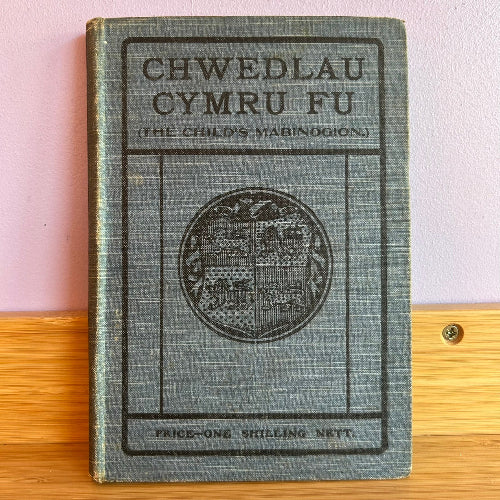 CHWEDLAU
CYMRU FU
(THE CHILD'S MABINOGION.)
PRICE—ONE SHILLING NETT.